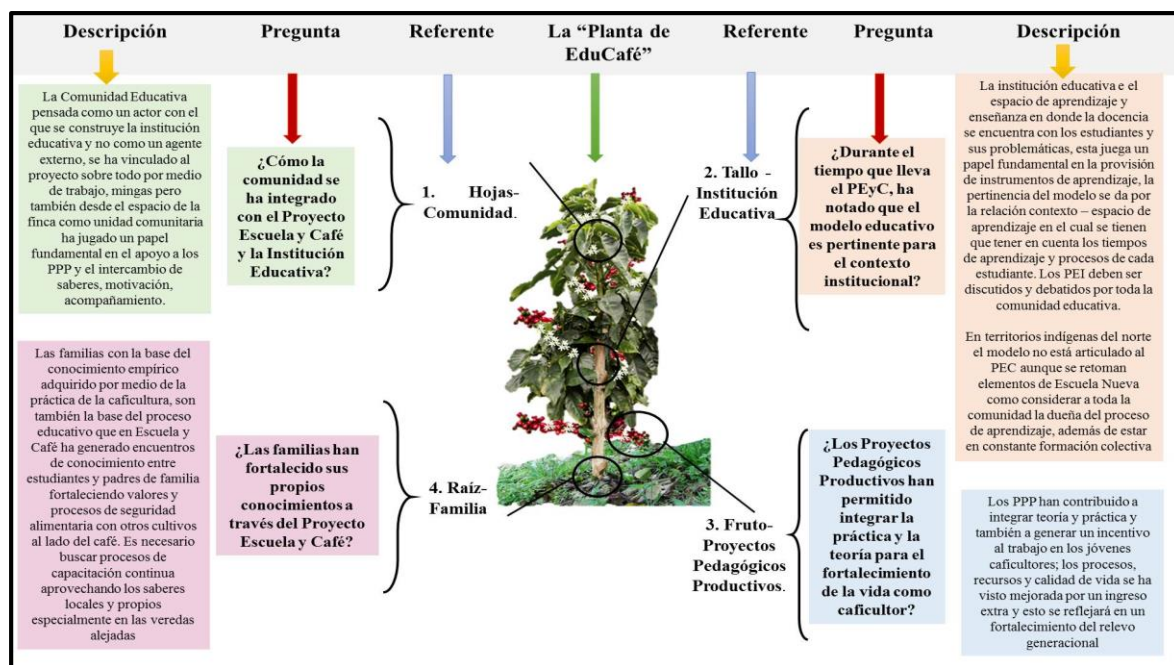 Descripción
Pregunta
Referente
La “Planta de
EduCafé”
Referente
Pregunta
Descripción
La Comunidad Educativa
pensada como un actor con el
que se construye la institución
educativa y no como un agente
externo, se ha vinculado al
proyecto sobre todo por medio
de trabajo, mingas pero
también desde el espacio de la
finca como unidad comunitaria
ha jugado un papel
fundamental en el apoyo a los
PPP y el intercambio de
saberes, motivación,
acompañamiento.
¿Cómo la
comunidad se
ha integrado
con el Proyecto
Escuela y Café
y la Institución
Educativa?
1. Hojas-
Comunidad.
2. Tallo -
Institución
Educativa
¿Durante el
tiempo que lleva
el PEyC, ha
notado que el
modelo educativo
es pertinente para
el contexto
institucional?
La institución educativa e el
espacio de aprendizaje y
enseñanza en donde la docencia
se encuentra con los estudiantes y
sus problemáticas, esta juega un
papel fundamental en la provisión
de instrumentos de aprendizaje, la
pertinencia del modelo se da por
la relación contexto – espacio de
aprendizaje en el cual se tienen
que tener en cuenta los tiempos
de aprendizaje y procesos de cada
estudiante. Los PEI deben ser
discutidos y debatidos por toda la
comunidad educativa.
En territorios indígenas del norte
el modelo no está articulado al
PEC aunque se retoman
elementos de Escuela Nueva
como considerar a toda la
comunidad la dueña del proceso
de aprendizaje, además de estar
en constante formación colectiva
Las familias con la base del
conocimiento empírico
adquirido por medio de la
práctica de la caficultura, son
también la base del proceso
educativo que en Escuela y
Café ha generado encuentros
de conocimiento entre
estudiantes y padres de familia
fortaleciendo valores y
procesos de seguridad
alimentaria con otros cultivos
al lado del café. Es necesario
buscar procesos de
capacitación continua
aprovechando los saberes
locales y propios
especialmente en las veredas
alejadas
¿Las familias han
fortalecido sus
propios
conocimientos a
través del Proyecto
Escuela y Café?
4. Raíz-
Familia
3. Fruto-
Proyectos
Pedagógicos
Productivos.
¿Los Proyectos
Pedagógicos
Productivos han
permitido
integrar la
práctica y la
teoría para el
fortalecimiento
de la vida como
caficultor?
Los PPP han contribuido a
integrar teoría y práctica y
también a generar un incentivo
al trabajo en los jóvenes
caficultores; los procesos,
recursos y calidad de vida se ha
visto mejorada por un ingreso
extra y esto se reflejará en un
fortalecimiento del relevo
generacional